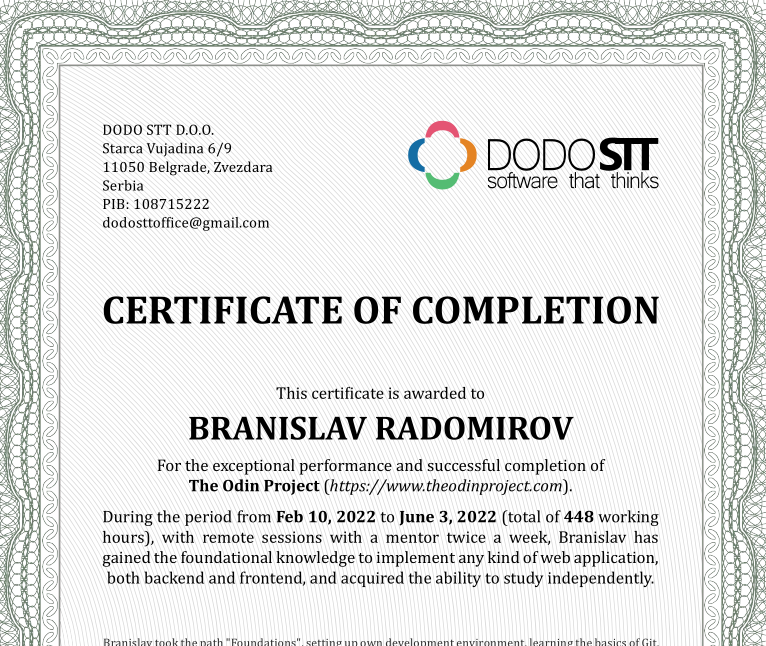 DODO STT D.O.O.
Starca Vujadina 6/9
11050 Belgrade, Zvezdara
Serbia
PIB: 108715222
dodosttoffice@gmail.com
DODOSTT
software that thinks
CERTIFICATE OF COMPLETION
This certificate is awarded to
BRANISLAV RADOMIROV
For the exceptional performance and successful completion of
The Odin Project (https://www.theodinproject.com).
During the period from Feb 10, 2022 to June 3, 2022 (total of 448 working
hours), with remote sessions with a mentor twice a week, Branislav has
gained the foundational knowledge to implement any kind of web application,
both backend and frontend, and acquired the ability to study independently.
Branislav took the path "Foundations", setting up own development environment, learning the basics of Git,